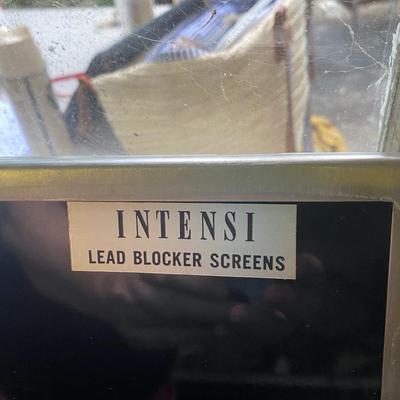 INTENSI
LEAD BLOCKER SCREENS